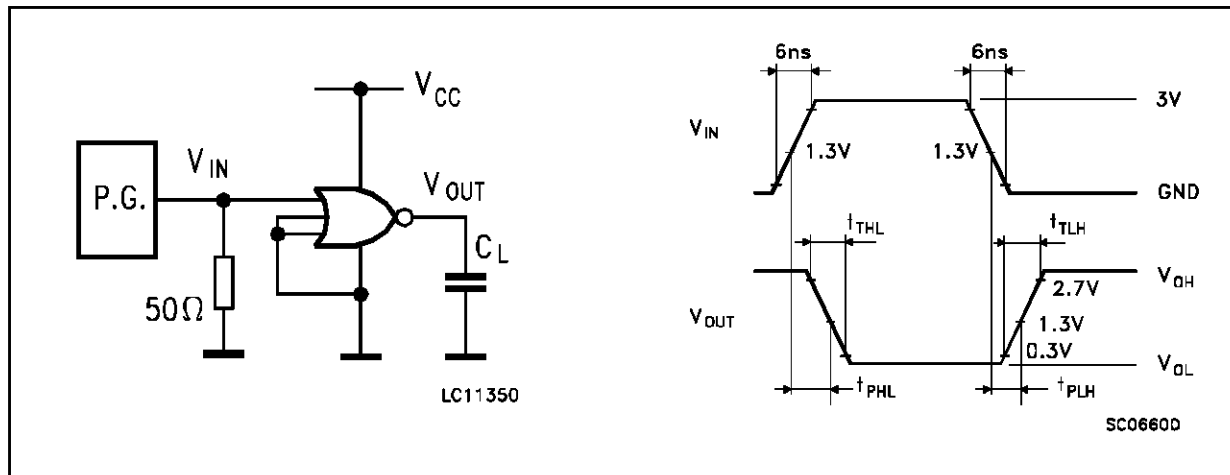 V_CC
V_IN
P.G.
V_OUT
C_L
50Ω
LC11350
6ns 6ns
3V
V_IN
1.3V 1.3V
GND
t_THL t_TLH
V_OH
2.7V
V_OUT
1.3V
0.3V
V_OL
t_PHL t_PLH
SC0660D